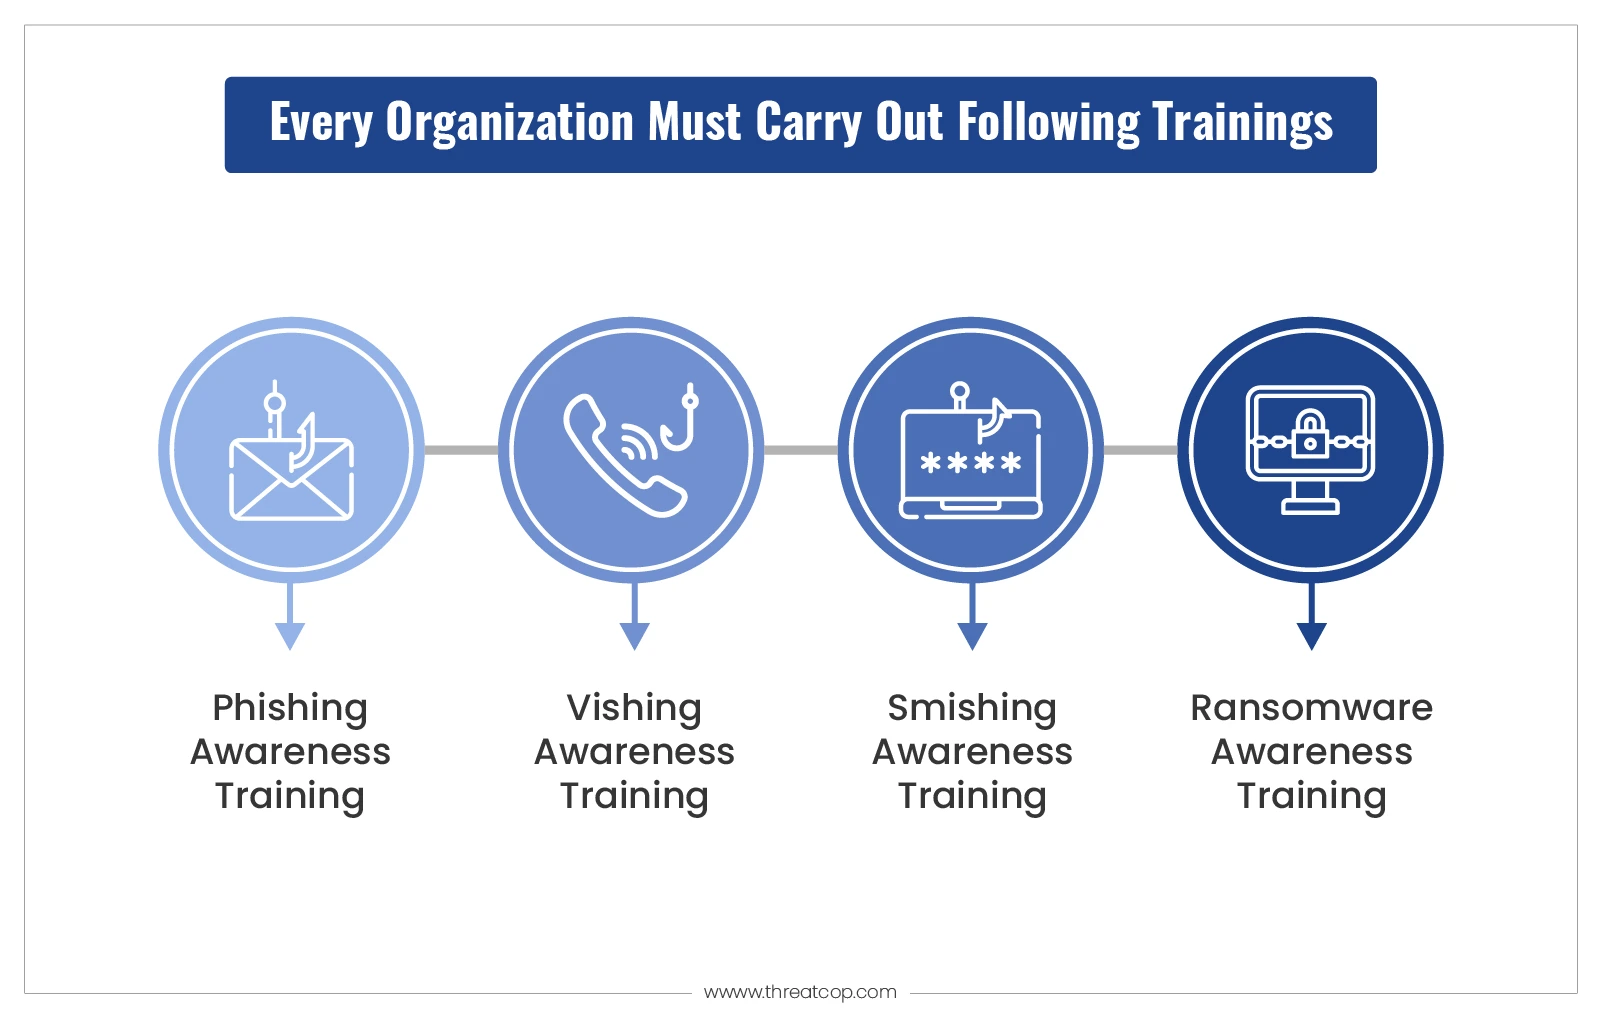 Every Organization Must Carry Out Following Trainings
****
Phishing
Awareness
Training
Vishing
Awareness
Training
Smishing
Awareness
Training
Ransomware
Awareness
Training
wwww.threatcop.com